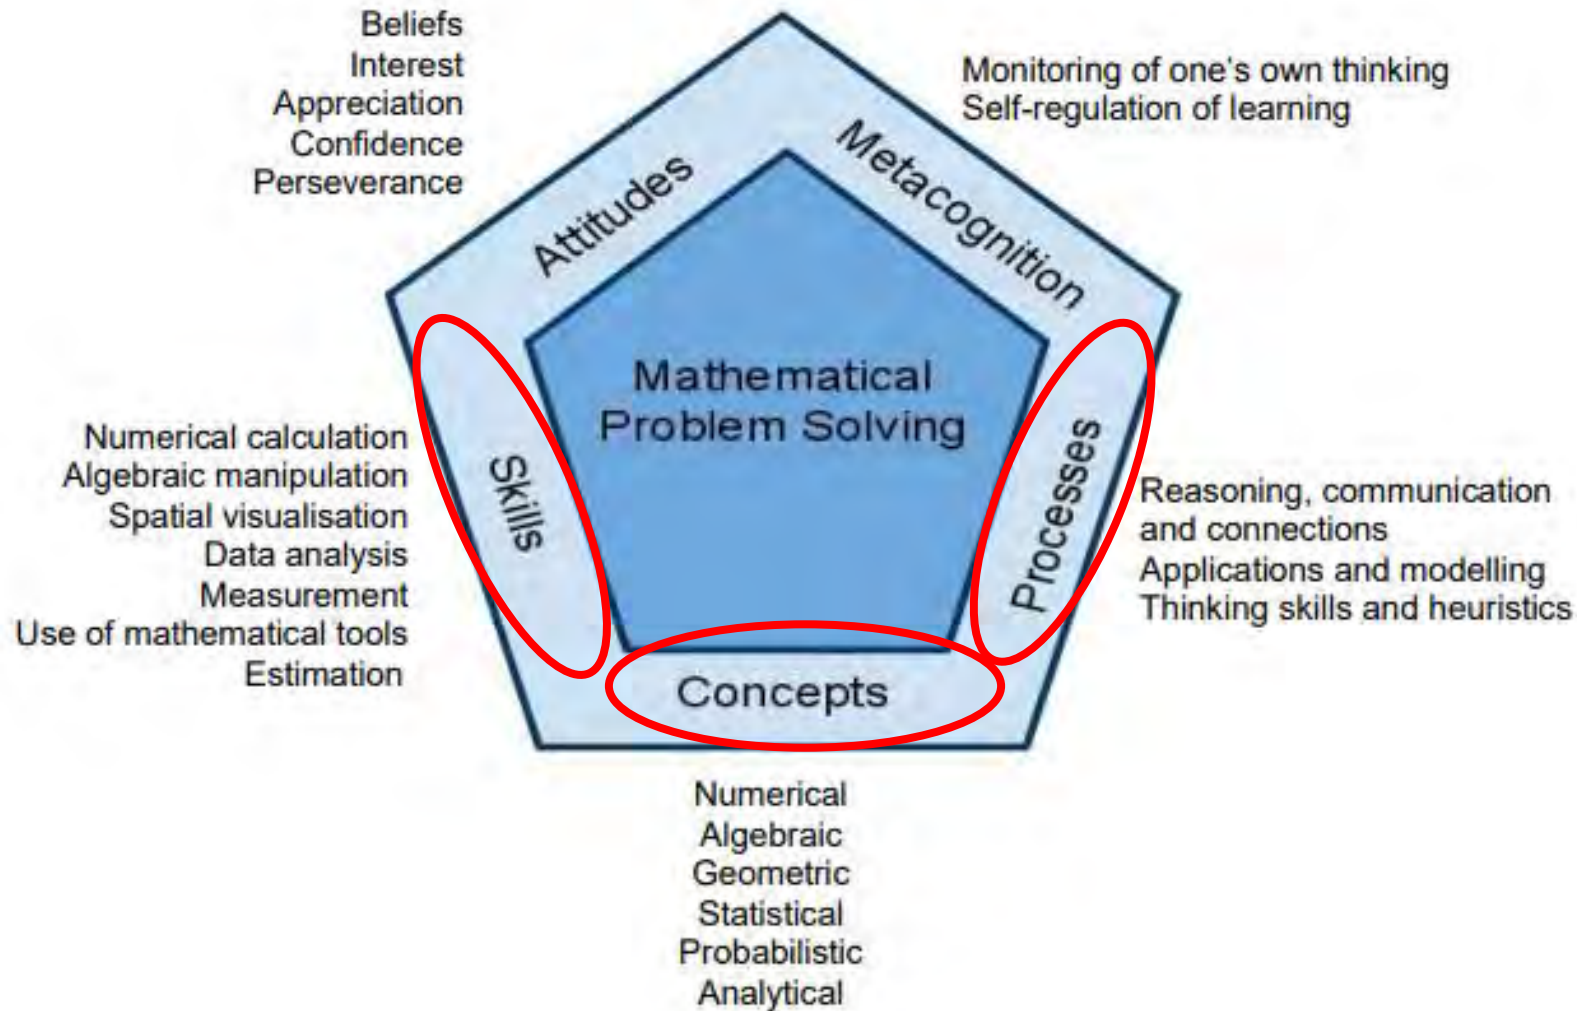 Beliefs
Interest
Appreciation
Confidence
Perseverance
Monitoring of one's own thinking
Self-regulation of learning
Attitudes
Metacognition
Mathematical
Problem Solving
Numerical calculation
Algebraic manipulation
Spatial visualisation
Data analysis
Measurement
Use of mathematical tools
Estimation
Skills
Processes
Reasoning, communication
and connections
Applications and modelling
Thinking skills and heuristics
Concepts
Numerical
Algebraic
Geometric
Statistical
Probabilistic
Analytical